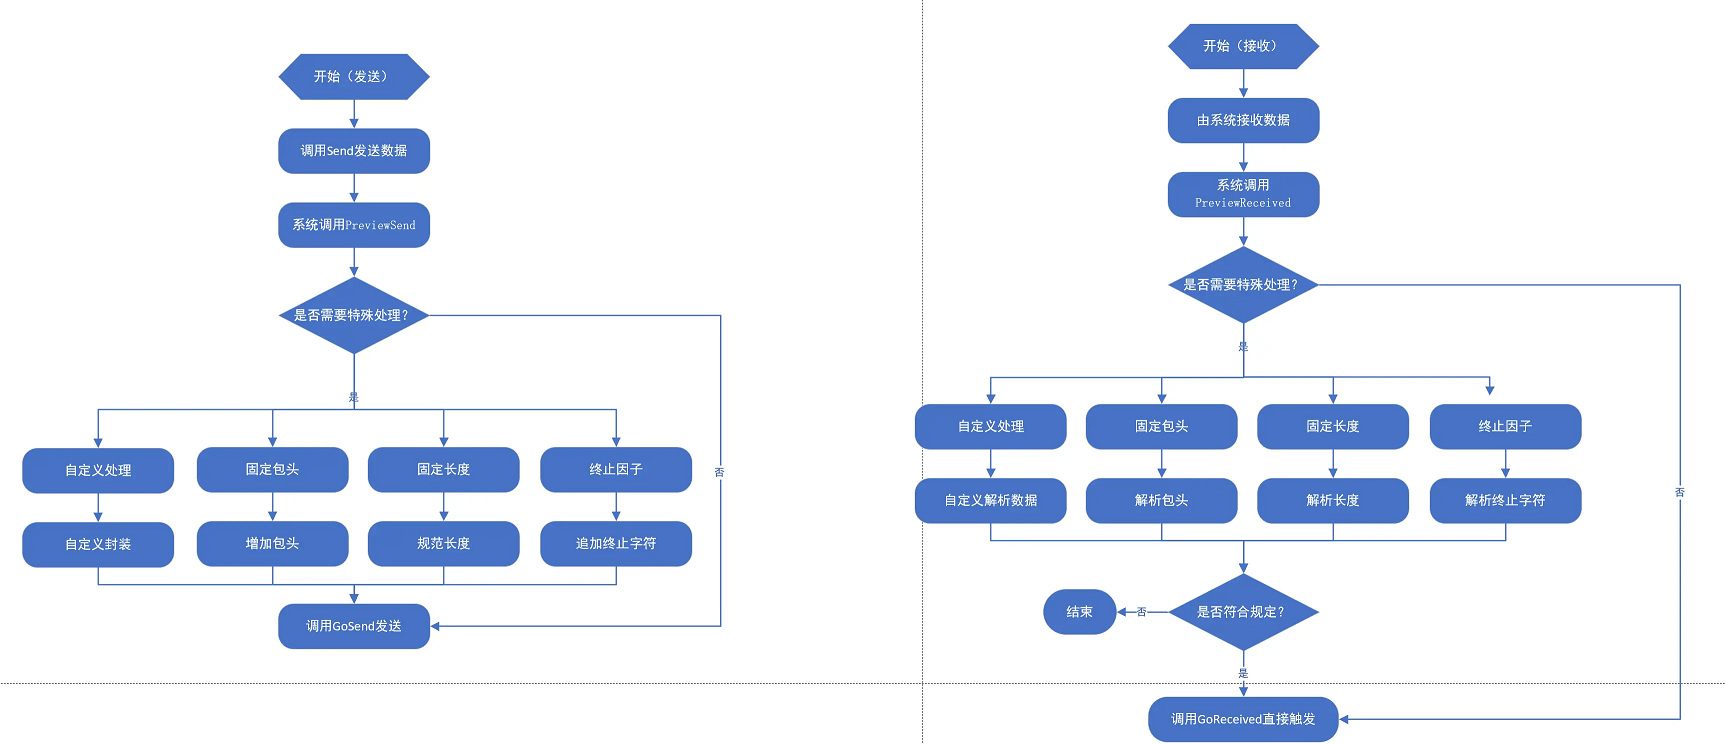 开始（发送）
调用Send发送数据
系统调用PreviewSend
是否需要特殊处理？
是
否
自定义处理
固定包头
固定长度
终止因子
自定义封装
增加包头
规范长度
追加终止字符
调用GoSend发送
开始（接收）
由系统接收数据
系统调用
PreviewReceived
是否需要特殊处理？
是
否
自定义处理
固定包头
固定长度
终止因子
自定义解析数据
解析包头
解析长度
解析终止字符
结束
否
是否符合规定？
是
调用GoReceived直接触发